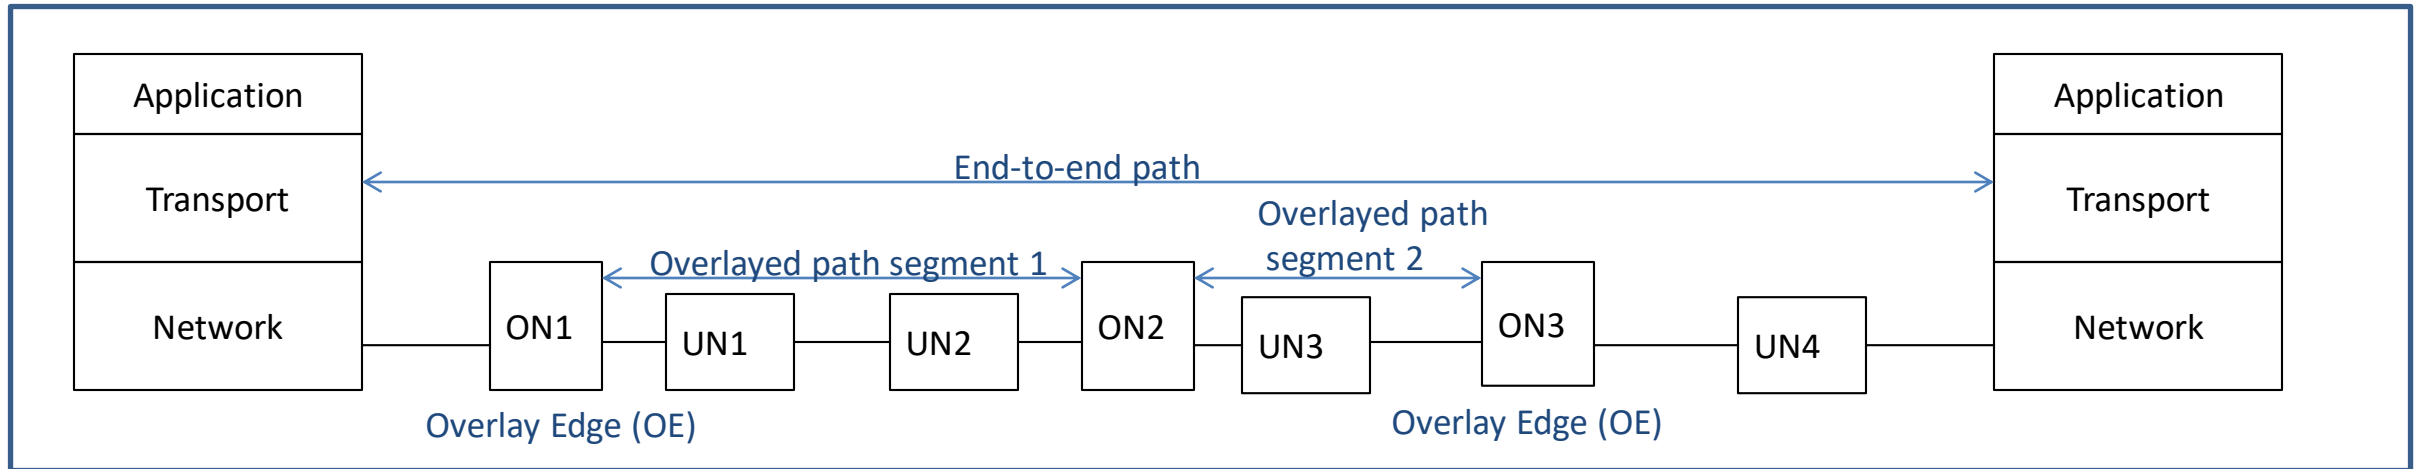 Application
Application
End-to-end path
Transport
Transport
Overlayed path
segment 2
Overlayed path segment 1
Network
ON1
UN1
UN2
ON2
UN3
ON3
UN4
Network
Overlay Edge (OE)
Overlay Edge (OE)